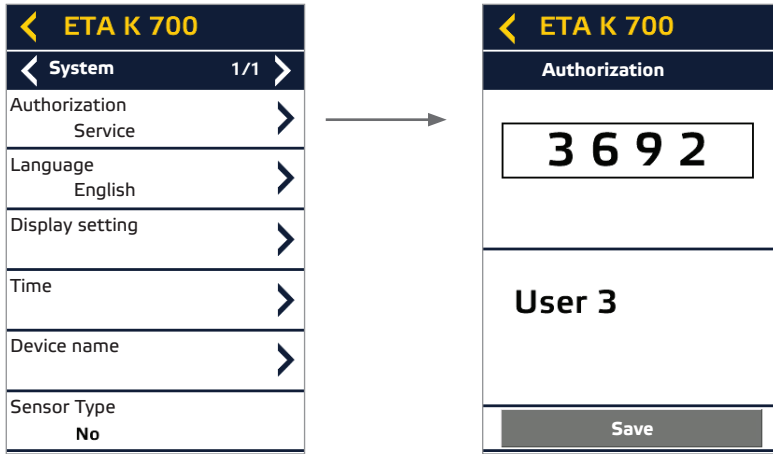 ETA K 700
System 1/1
Authorization
Service
Language
English
Display setting
Time
Device name
Sensor Type
No
ETA K 700
Authorization
3 6 9 2
User 3
Save